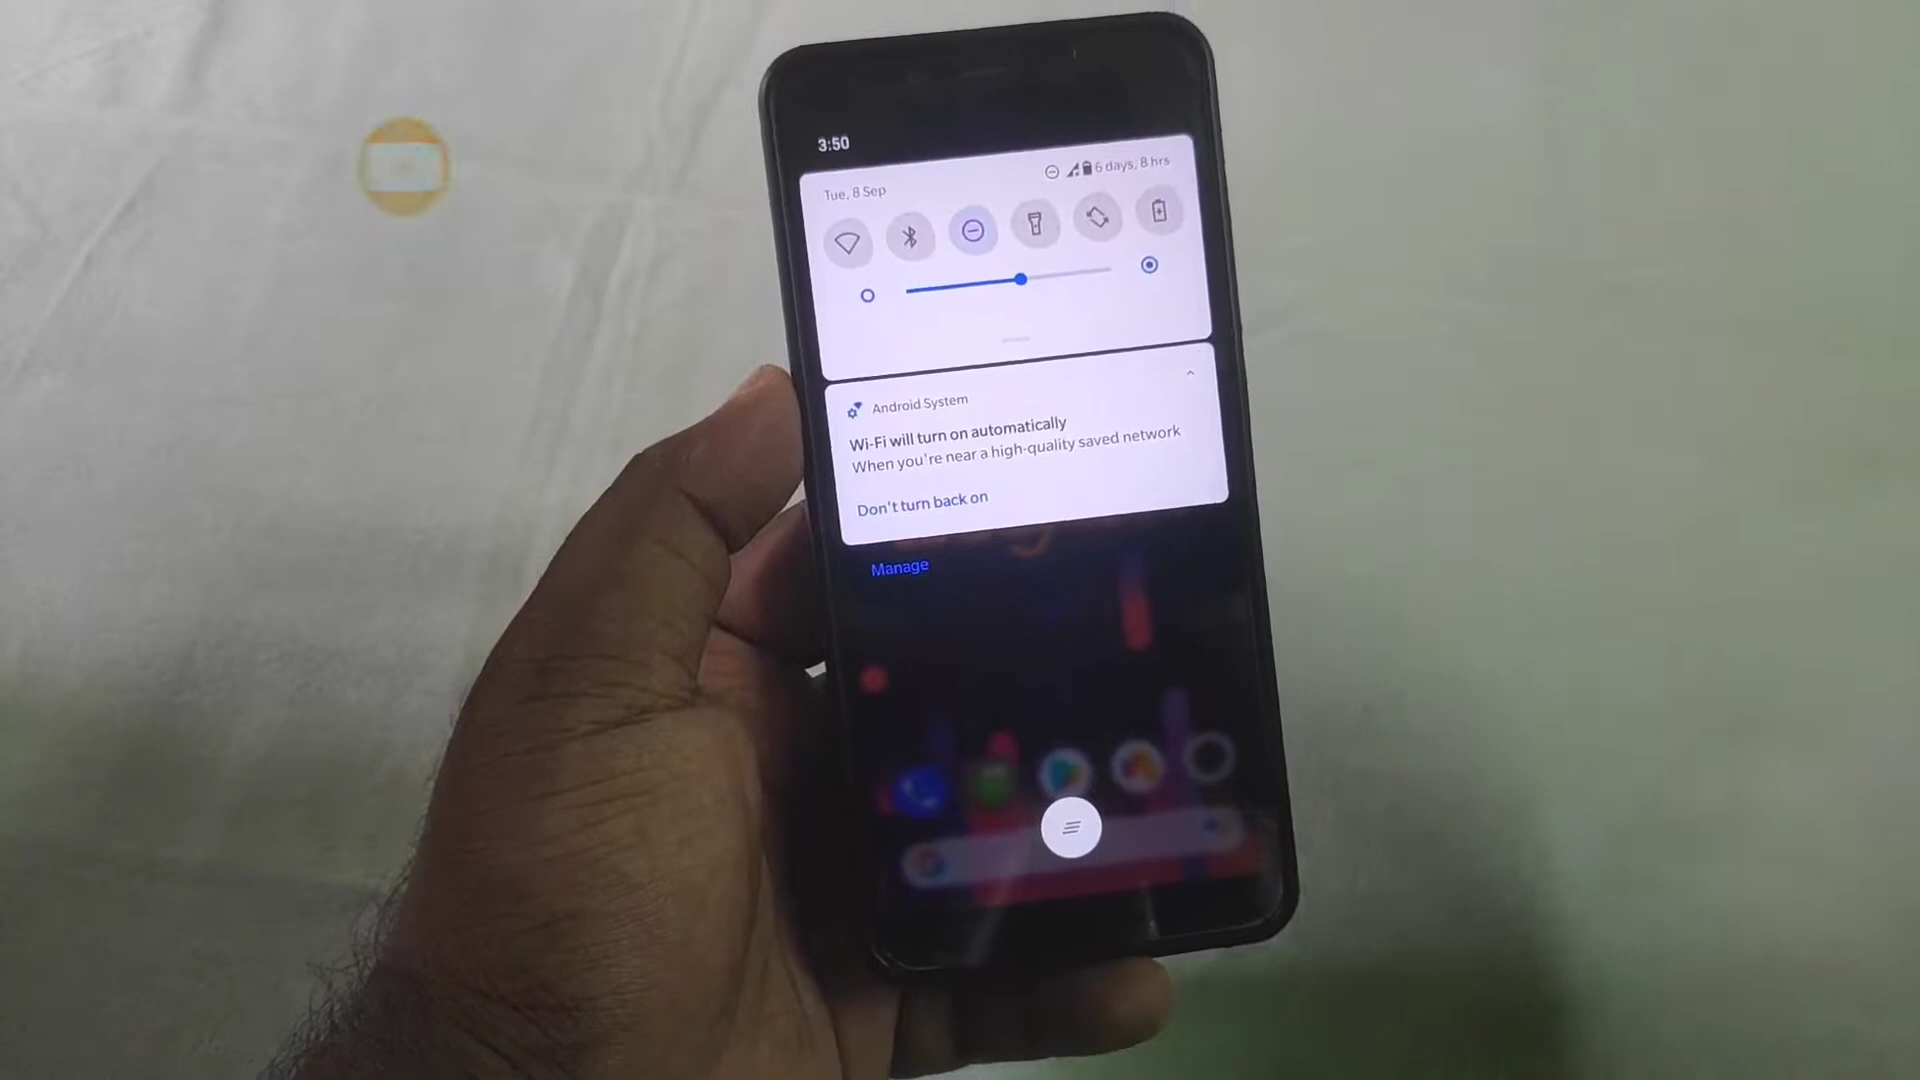 3:50
Tue, 8 Sep
6 days, 8 hrs
Android System
Wi-Fi will turn on automatically
When you're near a high-quality saved network
Don't turn back on
Manage